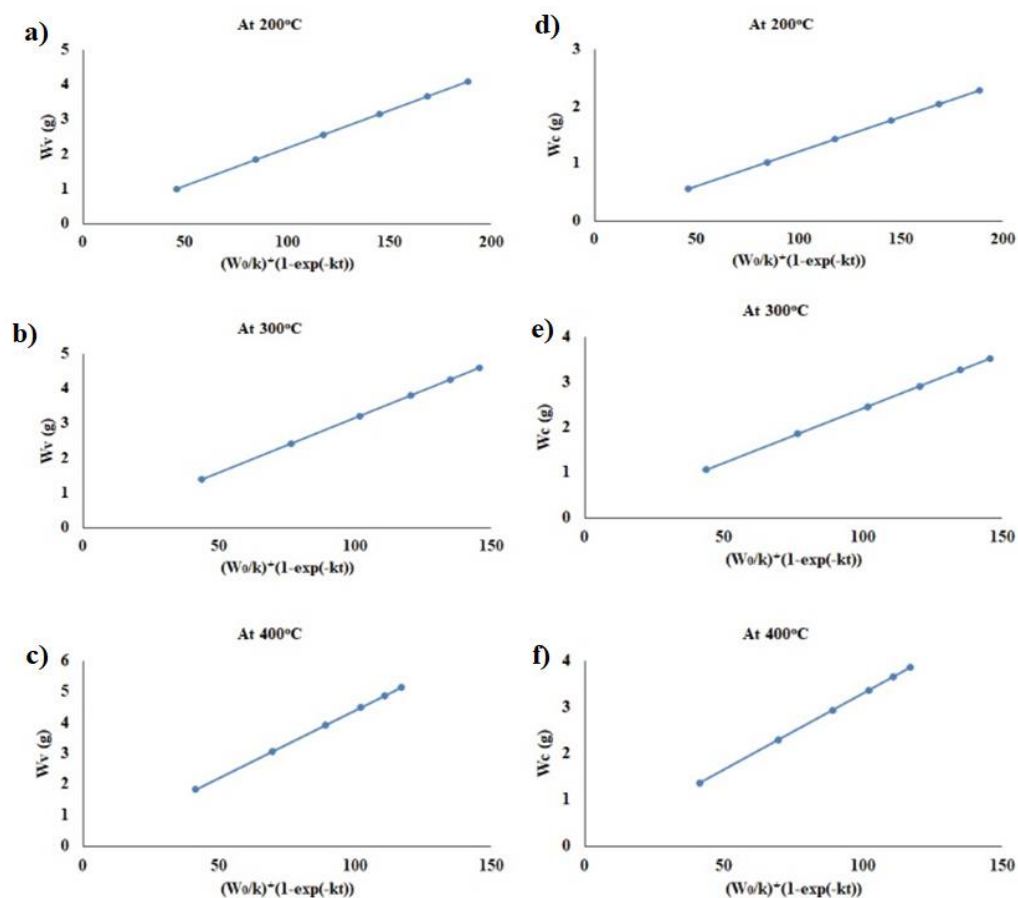 a)
At 200°C
Wv (g)
5
4
3
2
1
0
0 50 100 150 200
(W₀/k)*(1-exp(-kt))
d)
At 200°C
Wc (g)
3
2
1
0
0 50 100 150 200
(W₀/k)*(1-exp(-kt))
b)
At 300°C
Wv (g)
5
4
3
2
1
0
0 50 100 150
(W₀/k)*(1-exp(-kt))
e)
At 300°C
Wc (g)
4
3
2
1
0
0 50 100 150
(W₀/k)*(1-exp(-kt))
c)
At 400°C
Wv (g)
6
5
4
3
2
1
0
0 50 100 150
(W₀/k)*(1-exp(-kt))
f)
At 400°C
Wc (g)
4
3
2
1
0
0 50 100 150
(W₀/k)*(1-exp(-kt))